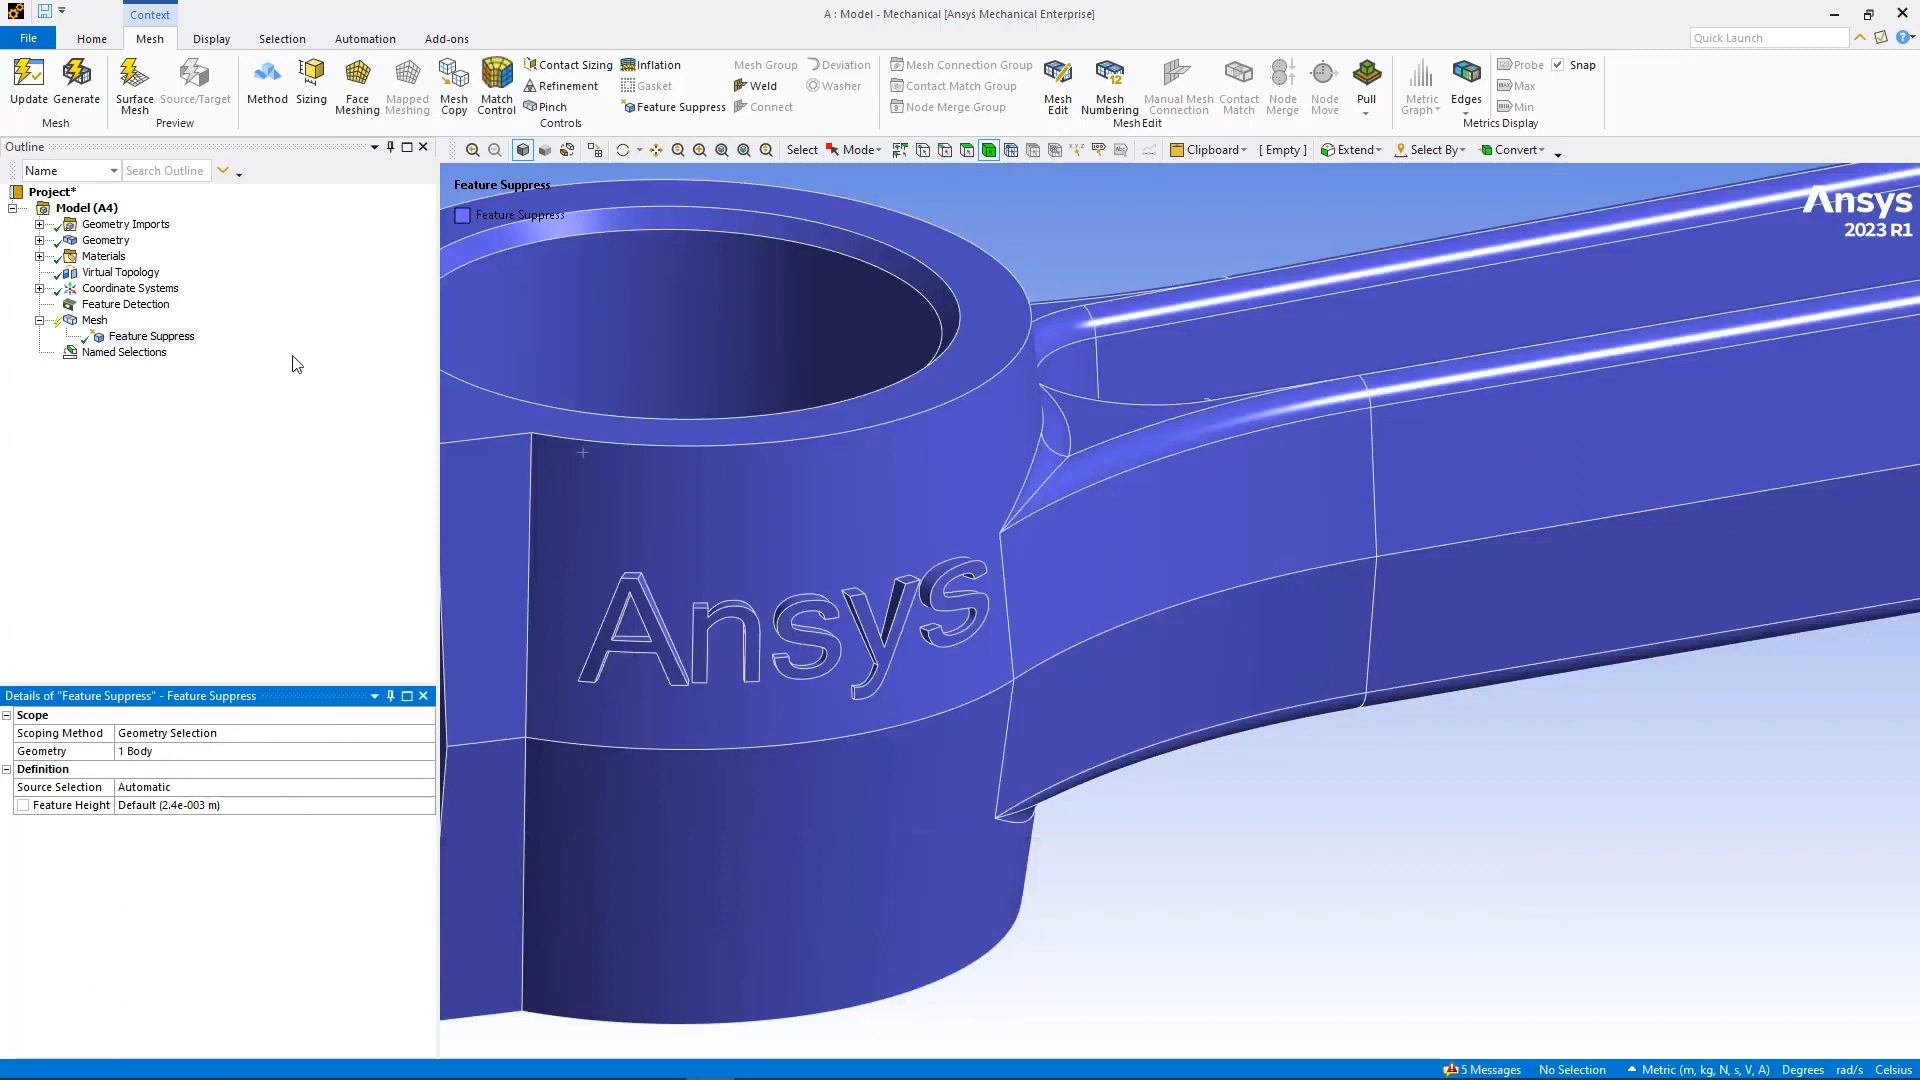 Context
A : Model - Mechanical [Ansys Mechanical Enterprise]
File
Home
Mesh
Display
Selection
Automation
Add-ons
Quick Launch
Update
Generate
Mesh
Surface Mesh
Source/Target
Preview
Method
Sizing
Face Meshing
Mapped Meshing
Mesh Copy
Match Control
Contact Sizing
Refinement
Pinch
Inflation
Gasket
Feature Suppress
Controls
Mesh Group
Weld
Connect
Deviation
Washer
Mesh Connection Group
Contact Match Group
Node Merge Group
Mesh Edit
Mesh Numbering
Manual Mesh Connection
Contact Match
Node Merge
Node Move
Pull
Mesh Edit
Metric Graph
Edges
Probe
Snap
Max
Min
Metrics Display
Outline
Name
Search Outline
Select
Mode
Clipboard
[ Empty ]
Extend
Select By
Convert
Project*
Model (A4)
Geometry Imports
Geometry
Materials
Virtual Topology
Coordinate Systems
Feature Detection
Mesh
Feature Suppress
Named Selections
Feature Suppress
Feature Suppress
Ansys
2023 R1
Ansys
Details of "Feature Suppress" - Feature Suppress
Scope
Scoping Method Geometry Selection
Geometry 1 Body
Definition
Source Selection Automatic
Feature Height Default (2.4e-003 m)
5 Messages
No Selection
Metric (m, kg, N, s, V, A)
Degrees
rad/s
Celsius